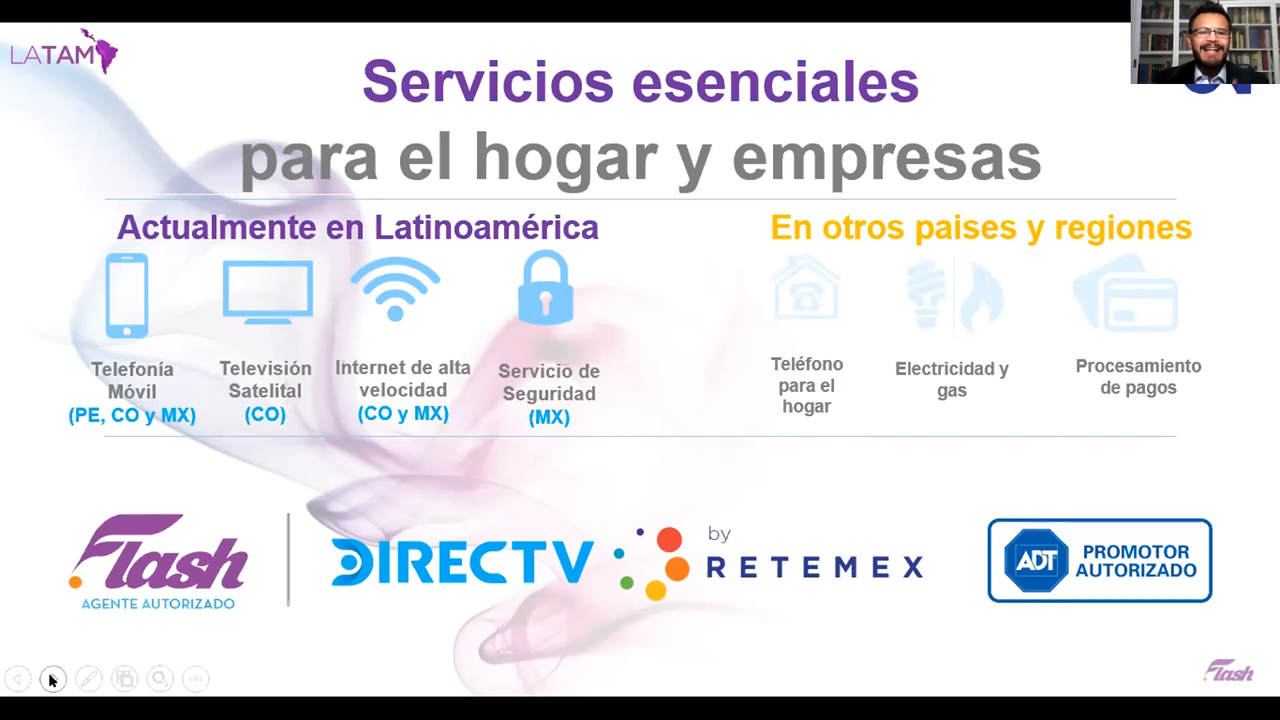 LATAM
Servicios esenciales
para el hogar y empresas
Actualmente en Latinoamérica
En otros paises y regiones
Telefonía
Móvil
(PE, CO y MX)
Televisión
Satelital
(CO)
Internet de alta
velocidad
(CO y MX)
Servicio de
Seguridad
(MX)
Teléfono
para el
hogar
Electricidad y
gas
Procesamiento
de pagos
Flash
AGENTE AUTORIZADO
DIRECTV
by
RETEMEX
ADT
PROMOTOR
AUTORIZADO
Flash